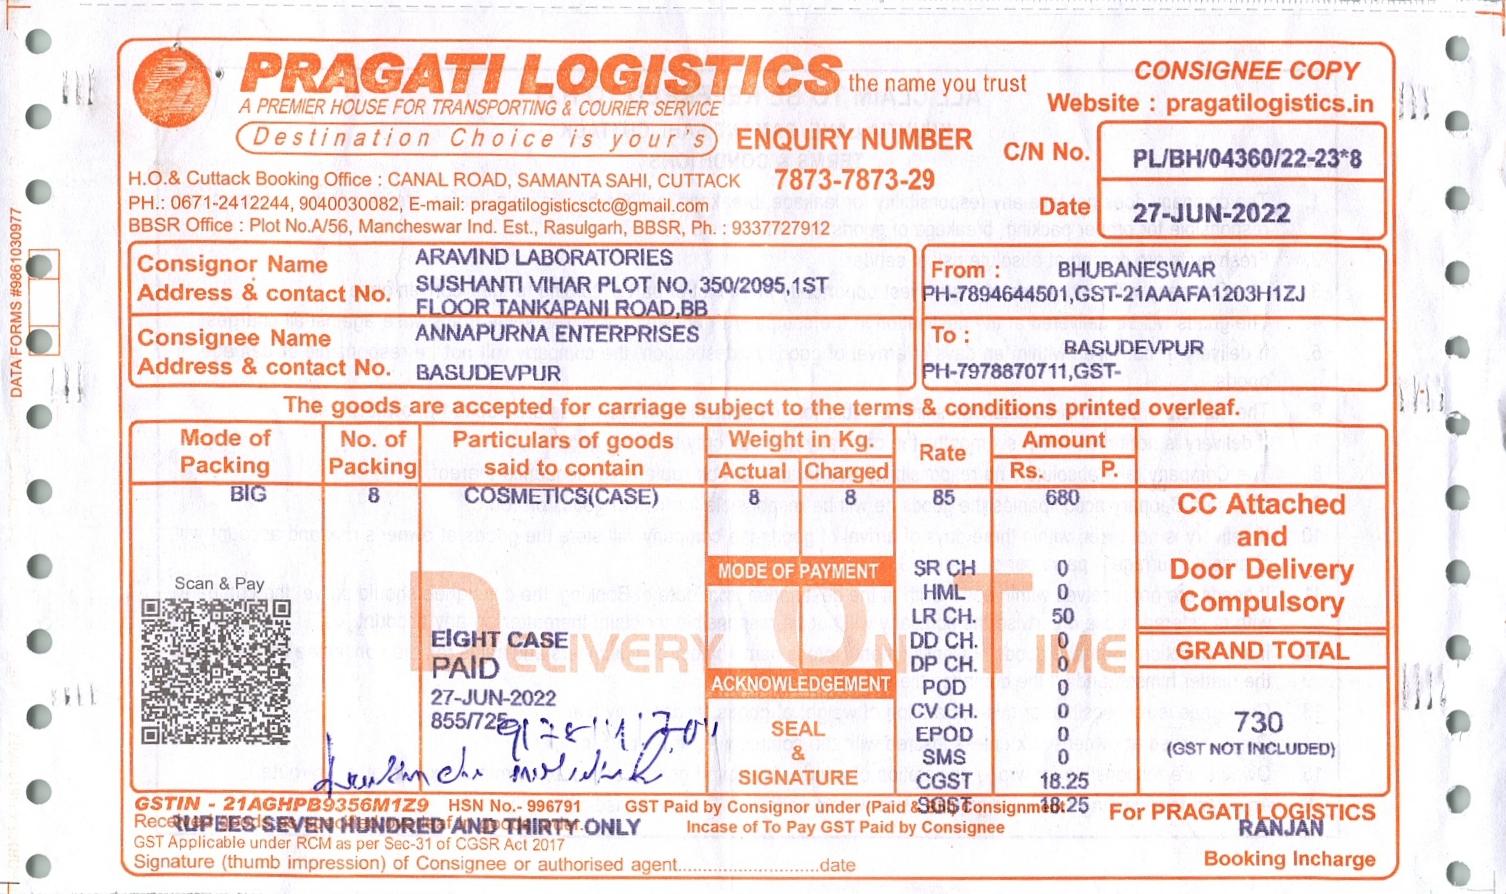 PRAGATI LOGISTICS the name you trust
CONSIGNEE COPY
A PREMIER HOUSE FOR TRANSPORTING & COURIER SERVICE
Website : pragatilogistics.in
Destination Choice is your's
ENQUIRY NUMBER
7873-7873-29
C/N No. PL/BH/04360/22-23*8
H.O.& Cuttack Booking Office : CANAL ROAD, SAMANTA SAHI, CUTTACK
PH.: 0671-2412244, 9040030082, E-mail: pragatilogisticsctc@gmail.com
Date 27-JUN-2022
BBSR Office : Plot No.A/56, Mancheswar Ind. Est., Rasulgarh, BBSR, Ph. : 9337727912
DATA FORMS #9861030977
Consignor Name
Address & contact No.
ARAVIND LABORATORIES
SUSHANTI VIHAR PLOT NO, 350/2095,1ST
FLOOR TANKAPANI ROAD,BB
From : BHUBANESWAR
PH-7894644501,GST-21AAAFA1203H1ZJ
Consignee Name
Address & contact No.
ANNAPURNA ENTERPRISES
BASUDEVPUR
To : BASUDEVPUR
PH-7978870711,GST-
The goods are accepted for carriage subject to the terms & conditions printed overleaf.
Mode of Packing
No. of Packing
Particulars of goods said to contain
Weight in Kg.
Actual Charged
Rate
Amount
Rs. P.
BIG 8 COSMETICS(CASE) 8 8 85 680
CC Attached
and
Door Delivery
Compulsory
Scan & Pay
DELIVERY ON TIME
EIGHT CASE
PAID
27-JUN-2022
855/725
MODE OF PAYMENT
ACKNOWLEDGEMENT
SEAL
&
SIGNATURE
SR CH 0
HML 0
LR CH. 50
DD CH. 0
DP CH. 0
POD 0
CV CH. 0
EPOD 0
SMS 0
CGST 18.25
SGST 18.25
GRAND TOTAL
730
(GST NOT INCLUDED)
GSTIN - 21AGHPB9356M1Z9 HSN No.- 996791
GST Paid by Consignor under (Paid & Bill) Consignment
Incase of To Pay GST Paid by Consignee
RUPEES SEVEN HUNDRED AND THIRTY ONLY
GST Applicable under RCM as per Sec-31 of CGSR Act 2017
Signature (thumb impression) of Consignee or authorised agent..............................date
For PRAGATI LOGISTICS
RANJAN
Booking Incharge